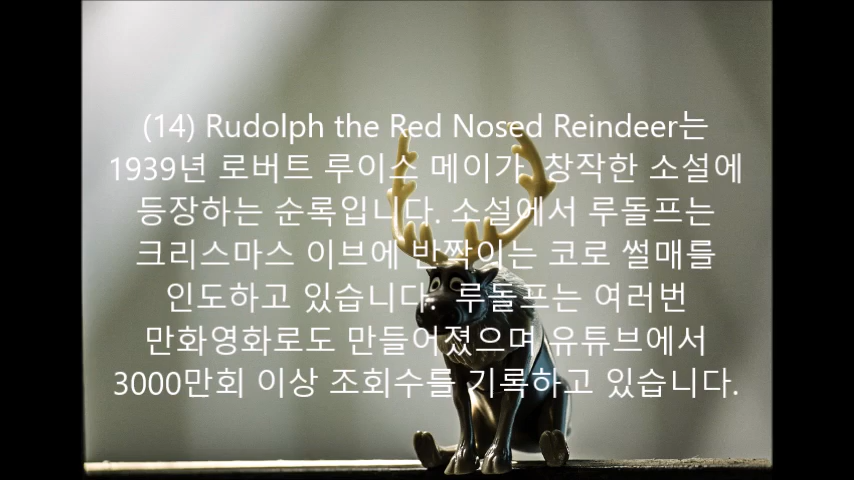 (14) Rudolph the Red Nosed Reindeer는
1939년 로버트 루이스 메이가 창작한 소설에
등장하는 순록입니다. 소설에서 루돌프는
크리스마스 이브에 반짝이는 코로 썰매를
인도하고 있습니다. 루돌프는 여러번
만화영화로도 만들어졌으며 유튜브에서
3000만회 이상 조회수를 기록하고 있습니다.